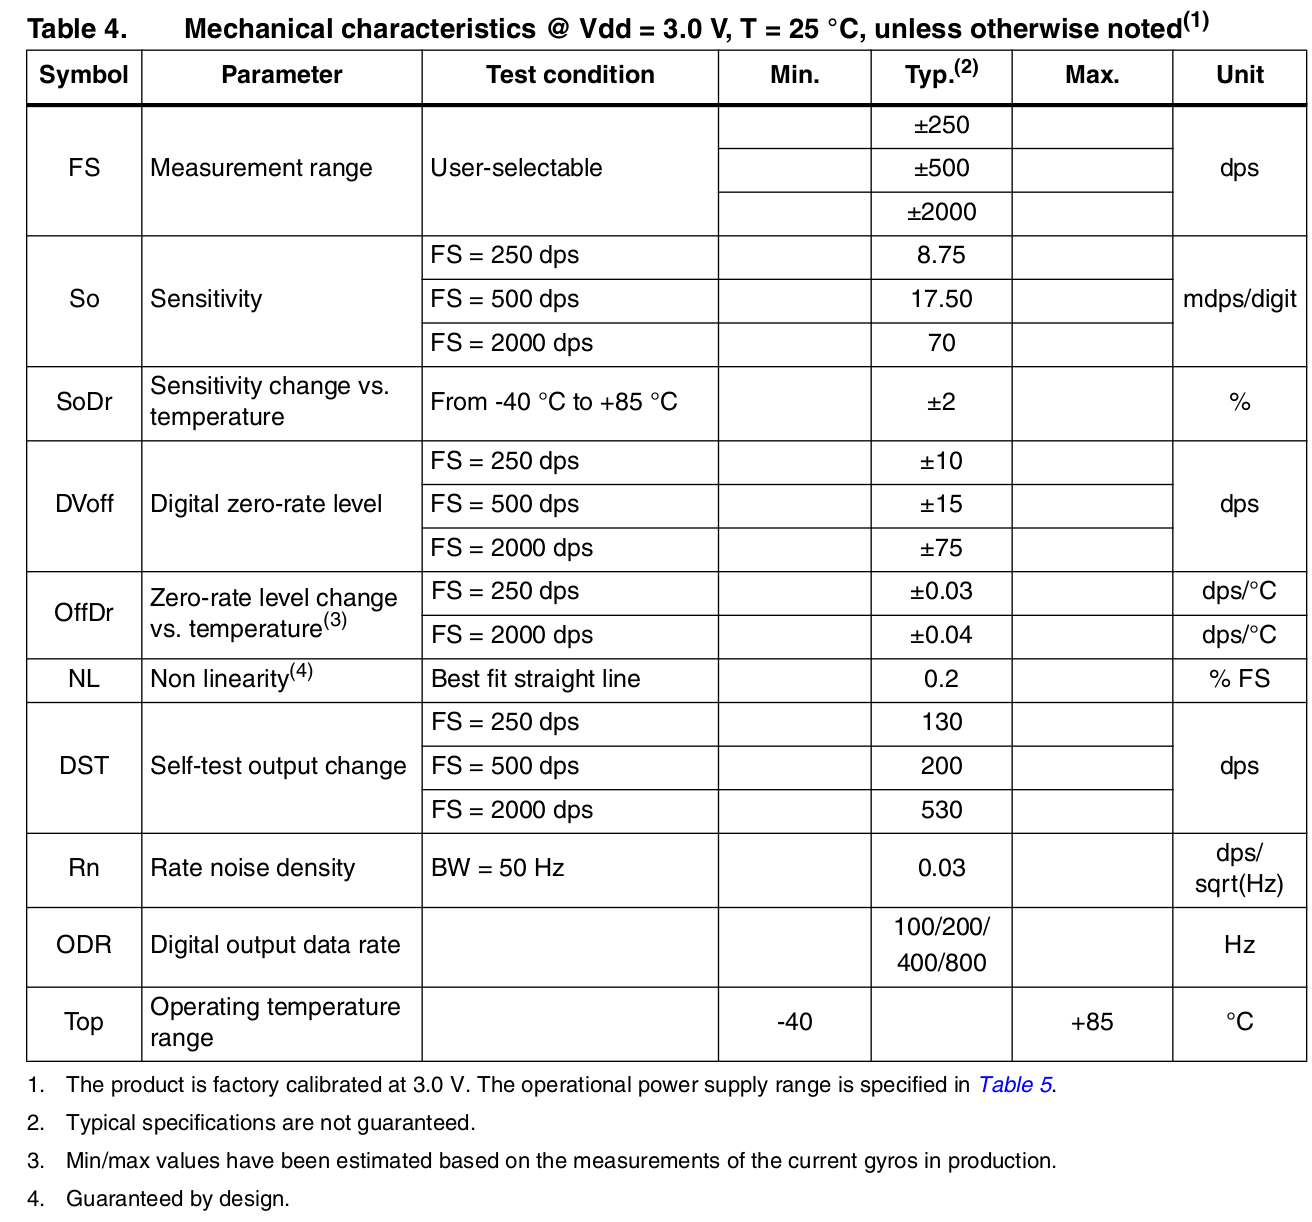 Table 4. Mechanical characteristics @ Vdd = 3.0 V, T = 25 °C, unless otherwise noted(1)
Symbol Parameter Test condition Min. Typ.(2) Max. Unit
±250
FS Measurement range User-selectable ±500 dps
±2000
FS = 250 dps 8.75
So Sensitivity FS = 500 dps 17.50 mdps/digit
FS = 2000 dps 70
Sensitivity change vs.
SoDr temperature From -40 °C to +85 °C ±2 %
FS = 250 dps ±10
DVoff Digital zero-rate level FS = 500 dps ±15 dps
FS = 2000 dps ±75
OffDr Zero-rate level change FS = 250 dps ±0.03 dps/°C
vs. temperature(3) FS = 2000 dps ±0.04 dps/°C
NL Non linearity(4) Best fit straight line 0.2 % FS
FS = 250 dps 130
DST Self-test output change FS = 500 dps 200 dps
FS = 2000 dps 530
Rn Rate noise density BW = 50 Hz 0.03 dps/
sqrt(Hz)
ODR Digital output data rate 100/200/ Hz
400/800
Top Operating temperature -40 +85 °C
range
1. The product is factory calibrated at 3.0 V. The operational power supply range is specified in Table 5.
2. Typical specifications are not guaranteed.
3. Min/max values have been estimated based on the measurements of the current gyros in production.
4. Guaranteed by design.